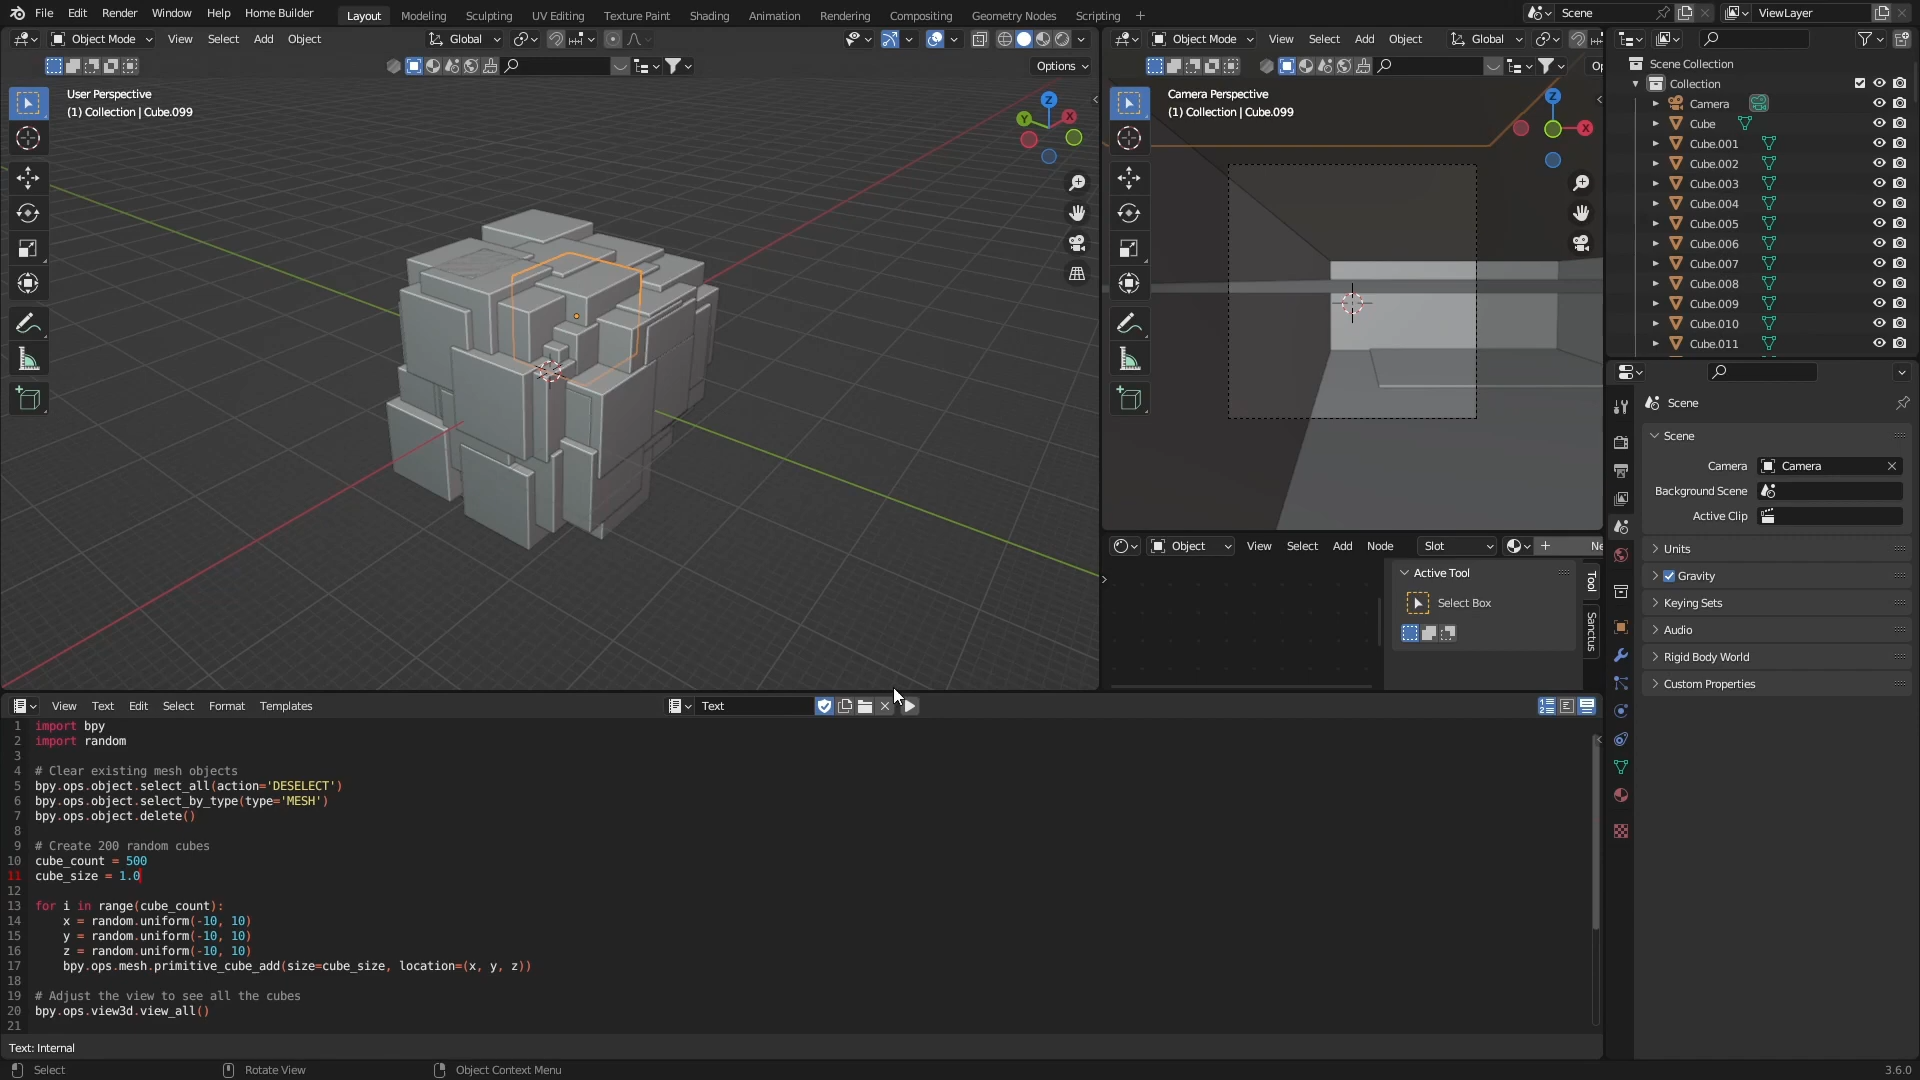 File Edit Render Window Help Home Builder
Layout Modeling Sculpting UV Editing Texture Paint Shading Animation Rendering Compositing Geometry Nodes Scripting
Scene
ViewLayer
Object Mode View Select Add Object
Global
Options
User Perspective
(1) Collection | Cube.099
Z
Y
X
Object Mode View Select Add Object
Global
Op
Camera Perspective
(1) Collection | Cube.099
Z
X
Object View Select Add Node
Slot
Ne
Active Tool
Select Box
Tool
Sanctus
Scene Collection
Collection
Camera
Cube
Cube.001
Cube.002
Cube.003
Cube.004
Cube.005
Cube.006
Cube.007
Cube.008
Cube.009
Cube.010
Cube.011
Scene
Scene
Camera Camera
Background Scene
Active Clip
Units
Gravity
Keying Sets
Audio
Rigid Body World
Custom Properties
View Text Edit Select Format Templates
Text
1 import bpy
2 import random
3
4 # Clear existing mesh objects
5 bpy.ops.object.select_all(action='DESELECT')
6 bpy.ops.object.select_by_type(type='MESH')
7 bpy.ops.object.delete()
8
9 # Create 200 random cubes
10 cube_count = 500
11 cube_size = 1.0
12
13 for i in range(cube_count):
14     x = random.uniform(-10, 10)
15     y = random.uniform(-10, 10)
16     z = random.uniform(-10, 10)
17     bpy.ops.mesh.primitive_cube_add(size=cube_size, location=(x, y, z))
18
19 # Adjust the view to see all the cubes
20 bpy.ops.view3d.view_all()
21
Text: Internal
Select Rotate View Object Context Menu
3.6.0